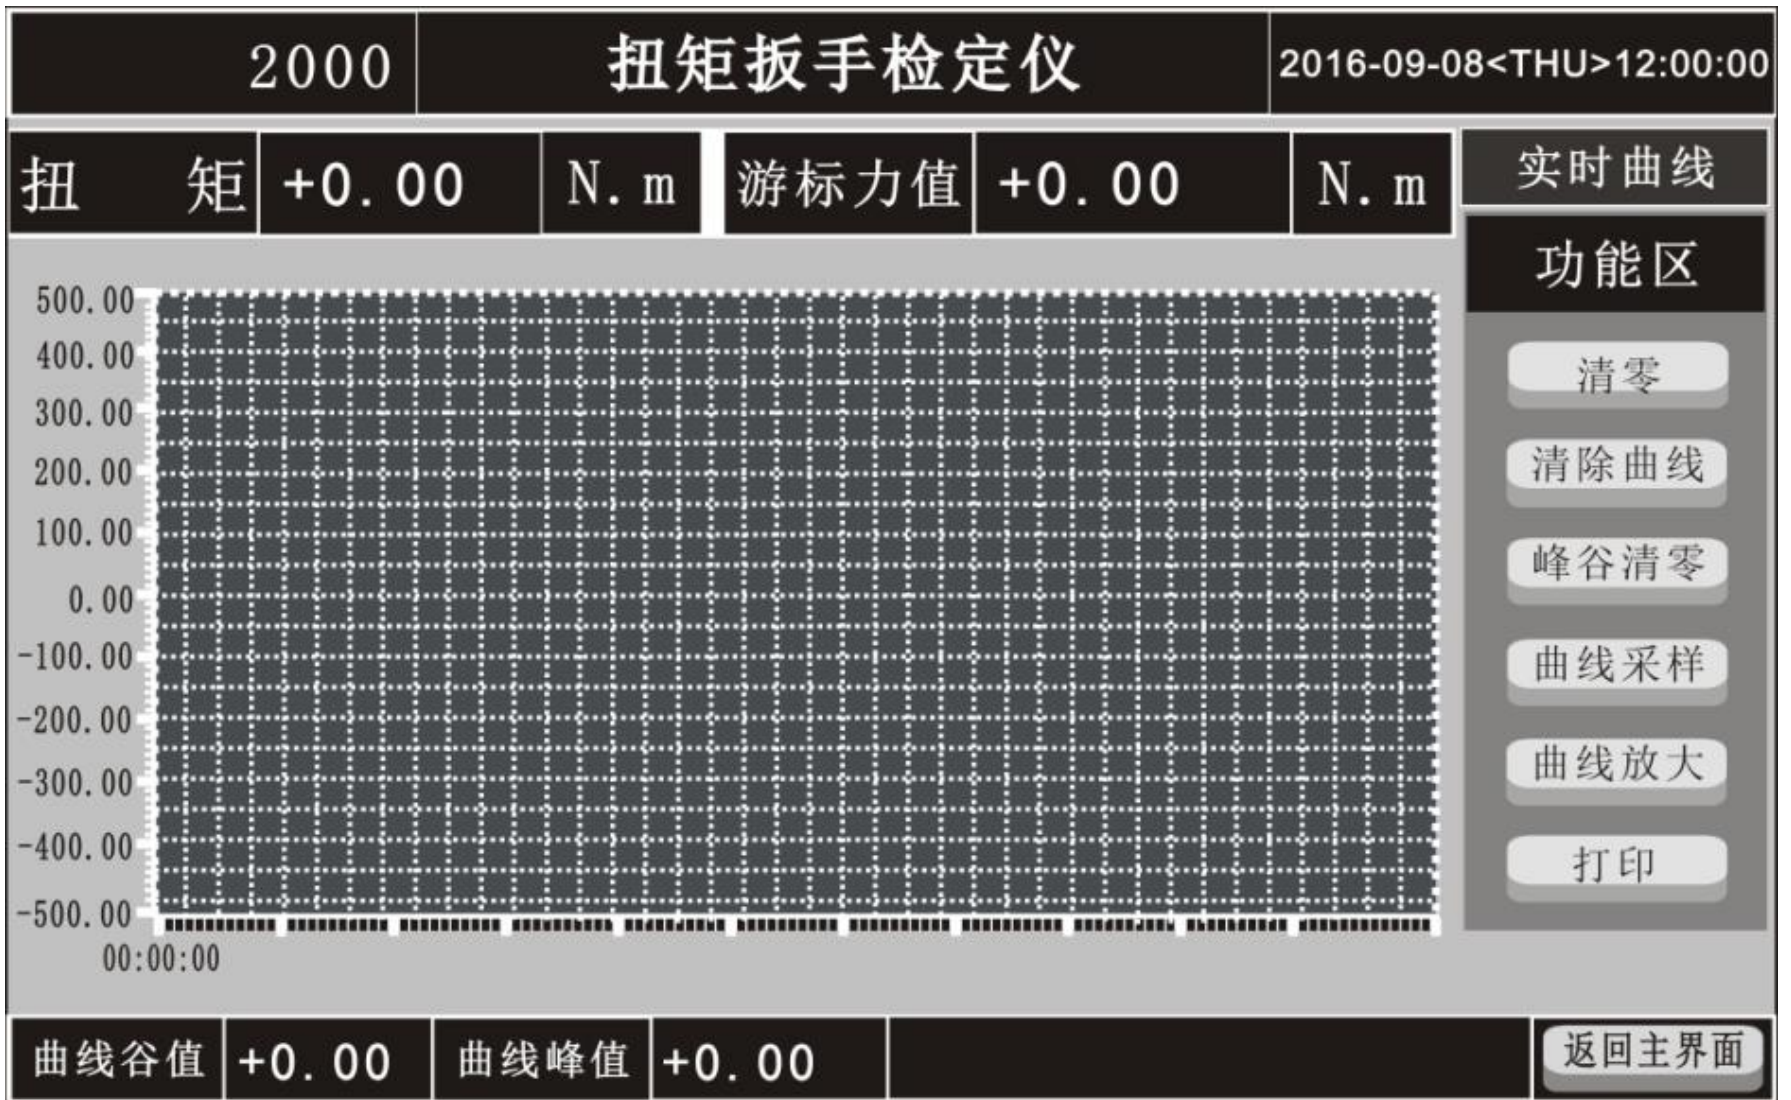 2000 扭矩扳手检定仪 2016-09-08<THU>12:00:00
扭 矩 +0.00 N.m 游标力值 +0.00 N.m 实时曲线
功能区
500.00
400.00
300.00
200.00
100.00
0.00
-100.00
-200.00
-300.00
-400.00
-500.00
00:00:00
清零
清除曲线
峰谷清零
曲线采样
曲线放大
打印
曲线谷值 +0.00 曲线峰值 +0.00 返回主界面